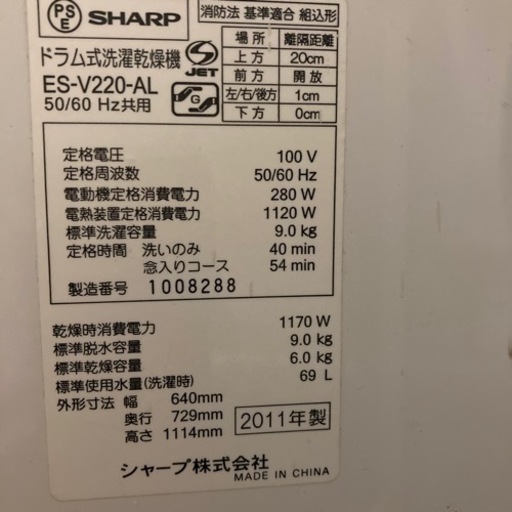 PSE SHARP
ドラム式洗濯乾燥機
ES-V220-AL
50/60 Hz共用
S-JET
G
消防法 基準適合 組込形
場所 離隔距離
上方 20cm
前方 開放
左/右/後方 1cm
下方 0cm
定格電圧 100 V
定格周波数 50/60 Hz
電動機定格消費電力 280 W
電熱装置定格消費電力 1120 W
標準洗濯容量 9.0 kg
定格時間 洗いのみ 40 min
念入りコース 54 min
製造番号 1008288
乾燥時消費電力 1170 W
標準脱水容量 9.0 kg
標準乾燥容量 6.0 kg
標準使用水量(洗濯時) 69 L
外形寸法 幅 640mm
奥行 729mm
高さ 1114mm
2011年製
シャープ株式会社
MADE IN CHINA